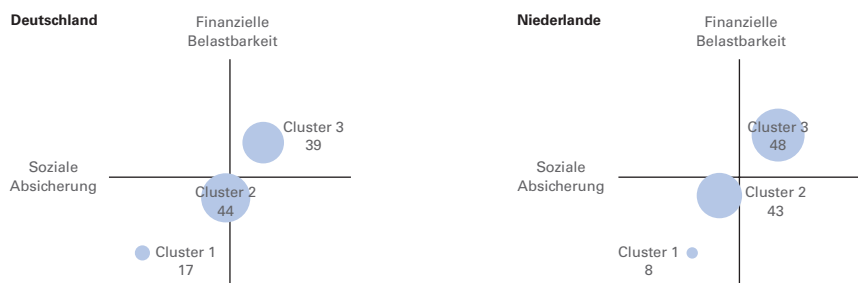 Deutschland
Finanzielle
Belastbarkeit
Cluster 3
39
Soziale
Absicherung
Cluster 2
44
Cluster 1
17
Niederlande
Finanzielle
Belastbarkeit
Cluster 3
48
Soziale
Absicherung
Cluster 2
43
Cluster 1
8